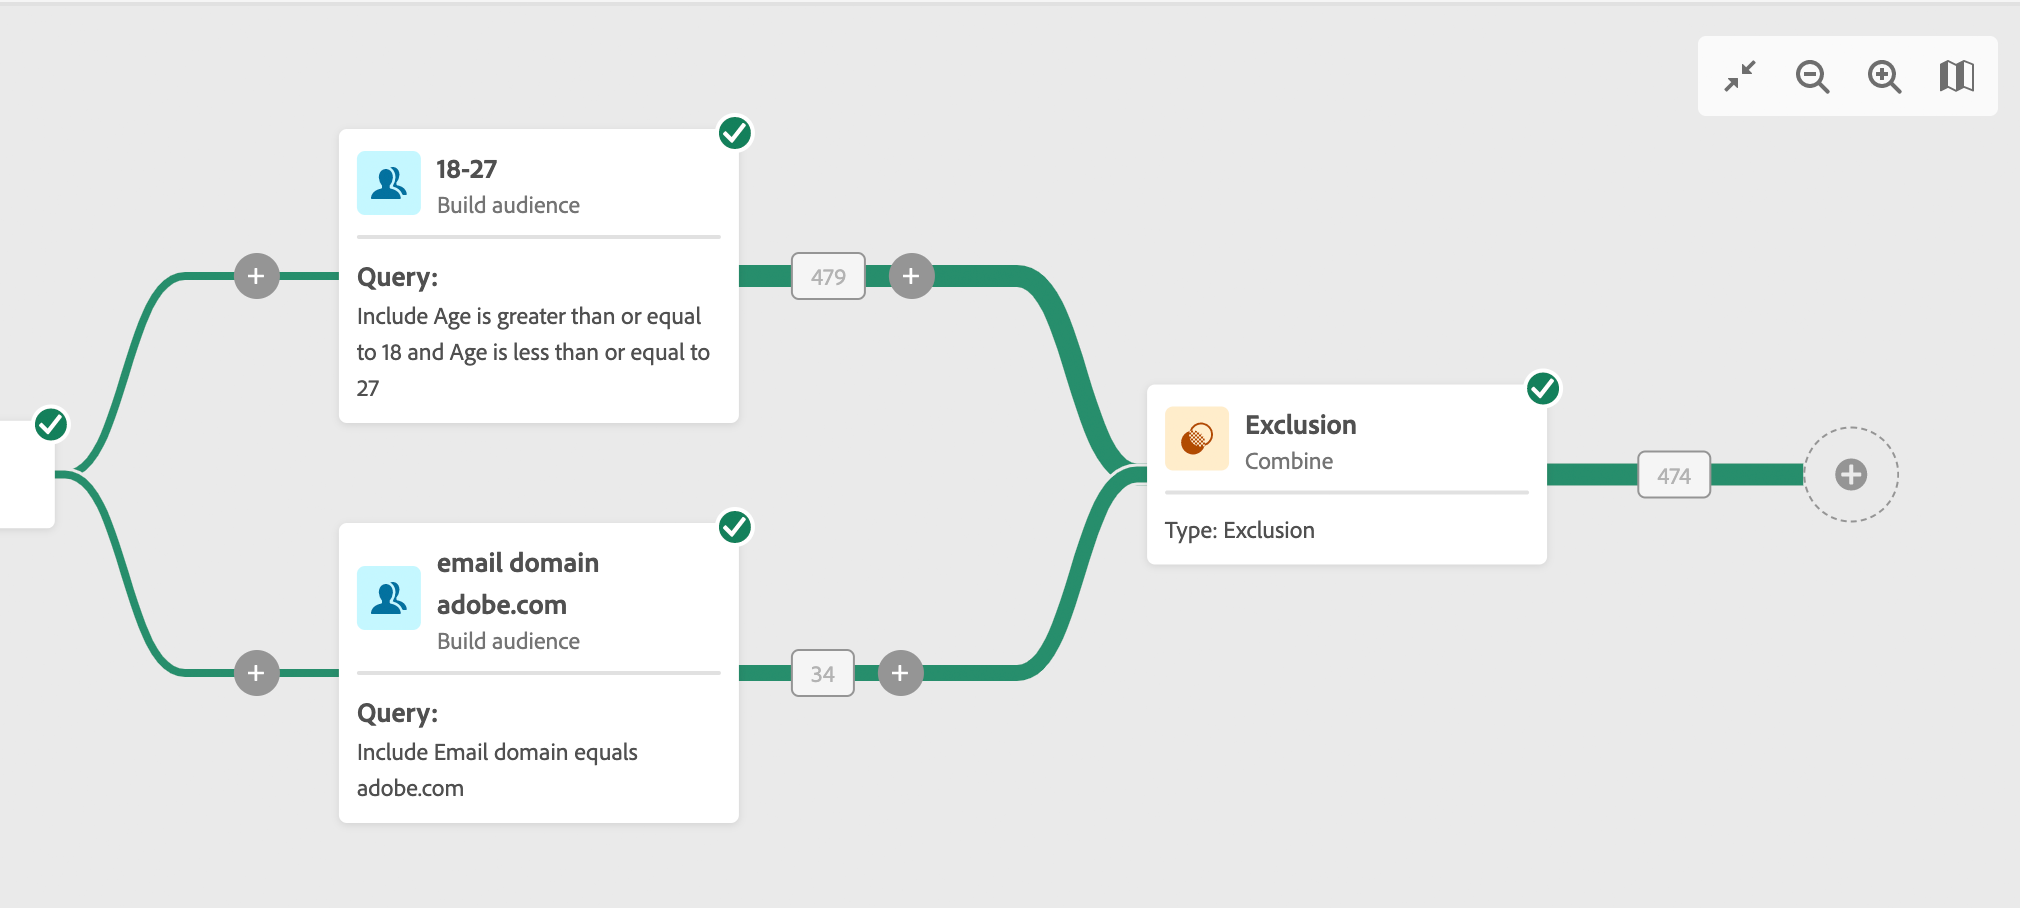 18-27
Build audience
Query:
Include Age is greater than or equal
to 18 and Age is less than or equal to
27
479
email domain
adobe.com
Build audience
Query:
Include Email domain equals
adobe.com
34
Exclusion
Combine
Type: Exclusion
474